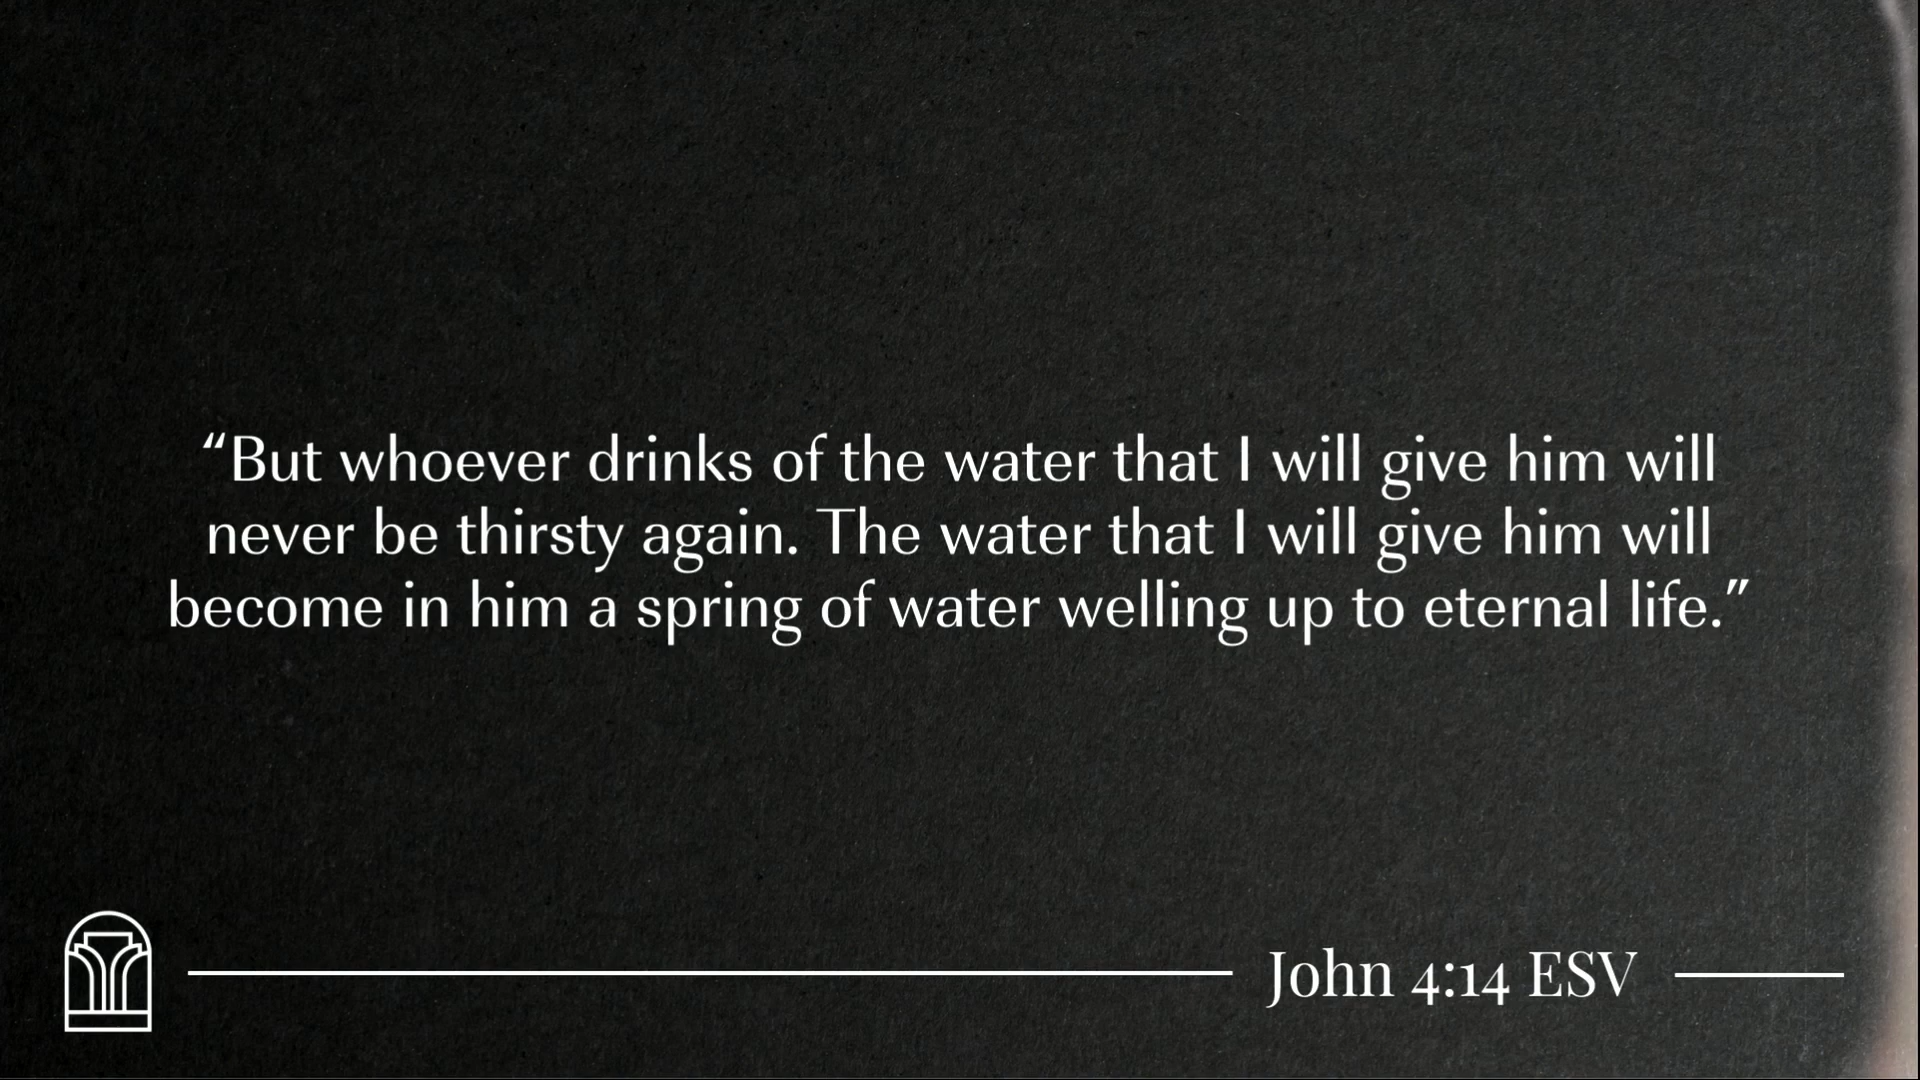 “But whoever drinks of the water that I will give him will
never be thirsty again. The water that I will give him will
become in him a spring of water welling up to eternal life.”
John 4:14 ESV